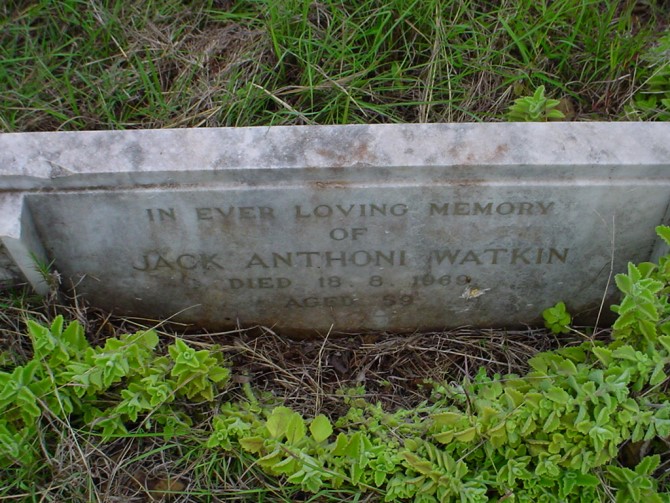 IN EVER LOVING MEMORY
OF
JACK ANTHONI WATKIN
DIED 18. 8. 1969.
AGED 59.